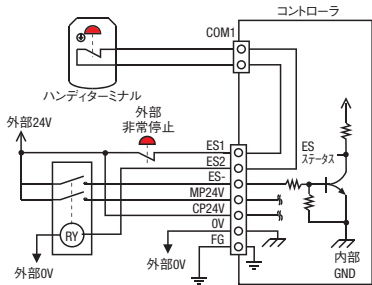 コントローラ
COM1
ハンディターミナル
外部24V
外部
非常停止
ES1
ES2
ES-
MP24V
CP24V
0V
FG
ES
ステータス
RY
外部0V
外部0V
内部
GND